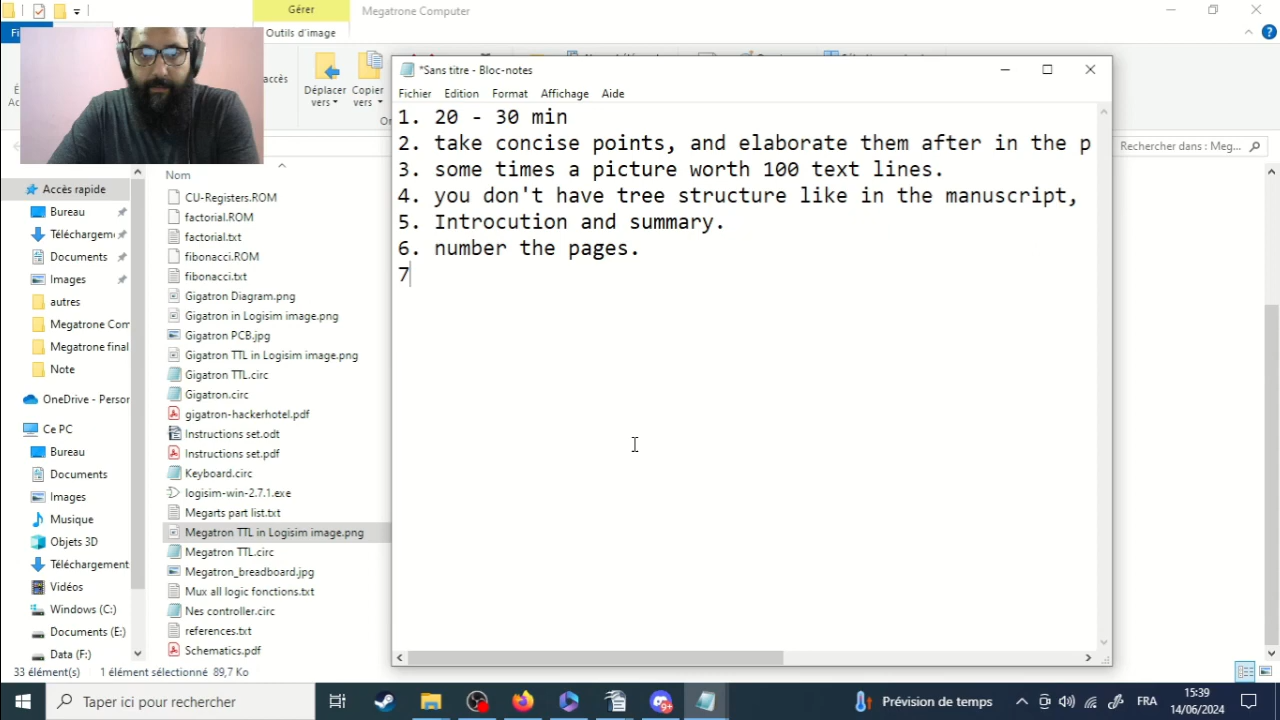 Gérer
Megatrone Computer
Outils d'image
accès
Déplacer
vers
Copier
vers
*Sans titre - Bloc-notes
Fichier Edition Format Affichage Aide
1. 20 - 30 min
2. take concise points, and elaborate them after in the p
3. some times a picture worth 100 text lines.
4. you don't have tree structure like in the manuscript,
5. Introcution and summary.
6. number the pages.
7
Rechercher dans : Meg...
Accès rapide
Bureau
Téléchargem
Documents
Images
autres
Megatrone Com
Megatrone final
Note
OneDrive - Person
Ce PC
Bureau
Documents
Images
Musique
Objets 3D
Téléchargement
Vidéos
Windows (C:)
Documents (E:)
Data (F:)
Nom
CU-Registers.ROM
factorial.ROM
factorial.txt
fibonacci.ROM
fibonacci.txt
Gigatron Diagram.png
Gigatron in Logisim image.png
Gigatron PCB.jpg
Gigatron TTL in Logisim image.png
Gigatron TTL.circ
Gigatron.circ
gigatron-hackerhotel.pdf
Instructions set.odt
Instructions set.pdf
Keyboard.circ
logisim-win-2.7.1.exe
Megarts part list.txt
Megatron TTL in Logisim image.png
Megatron TTL.circ
Megatron_breadboard.jpg
Mux all logic fonctions.txt
Nes controller.circ
references.txt
Schematics.pdf
33 élément(s) 1 élément sélectionné 89,7 Ko
Taper ici pour rechercher
Prévision de temps
FRA
15:39
14/06/2024